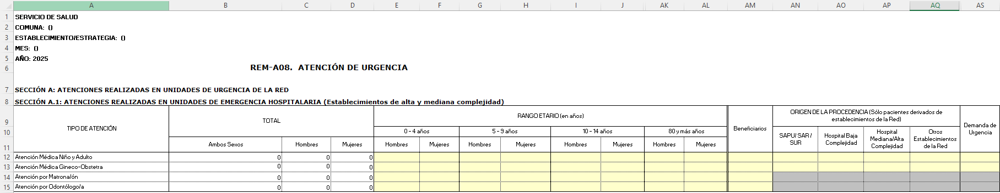 A B C D E F G H I J AK AL AM AN AO AP AQ AS
1 SERVICIO DE SALUD
2 COMUNA: ()
3 ESTABLECIMIENTO/ESTRATEGIA: ()
4 MES: ()
5 AÑO: 2025
6 REM-A08. ATENCIÓN DE URGENCIA
7 SECCIÓN A: ATENCIONES REALIZADAS EN UNIDADES DE URGENCIA DE LA RED
8 SECCIÓN A.1: ATENCIONES REALIZADAS EN UNIDADES DE EMERGENCIA HOSPITALARIA (Establecimientos de alta y mediana complejidad)
9
10
11
TIPO DE ATENCIÓN
TOTAL
Ambos Sexos Hombres Mujeres
RANGO ETARIO (en años)
0 - 4 años 5 - 9 años 10 - 14 años 80 y más años
Hombres Mujeres Hombres Mujeres Hombres Mujeres Hombres Mujeres
Beneficiarios
ORIGEN DE LA PROCEDENCIA (Sólo pacientes derivados de
establecimientos de la Red)
SAPU/ SAR /
SUR
Hospital Baja
Complejidad
Hospital
Mediana/Alta
Complejidad
Otros
Establecimientos
de la Red
Demanda de
Urgencia
12 Atención Médica Niño y Adulto 0 0 0
13 Atención Médica Gineco-Obstetra 0 0 0
14 Atención por Matrona/ón 0 0 0
15 Atención por Odontólogo/a 0 0 0